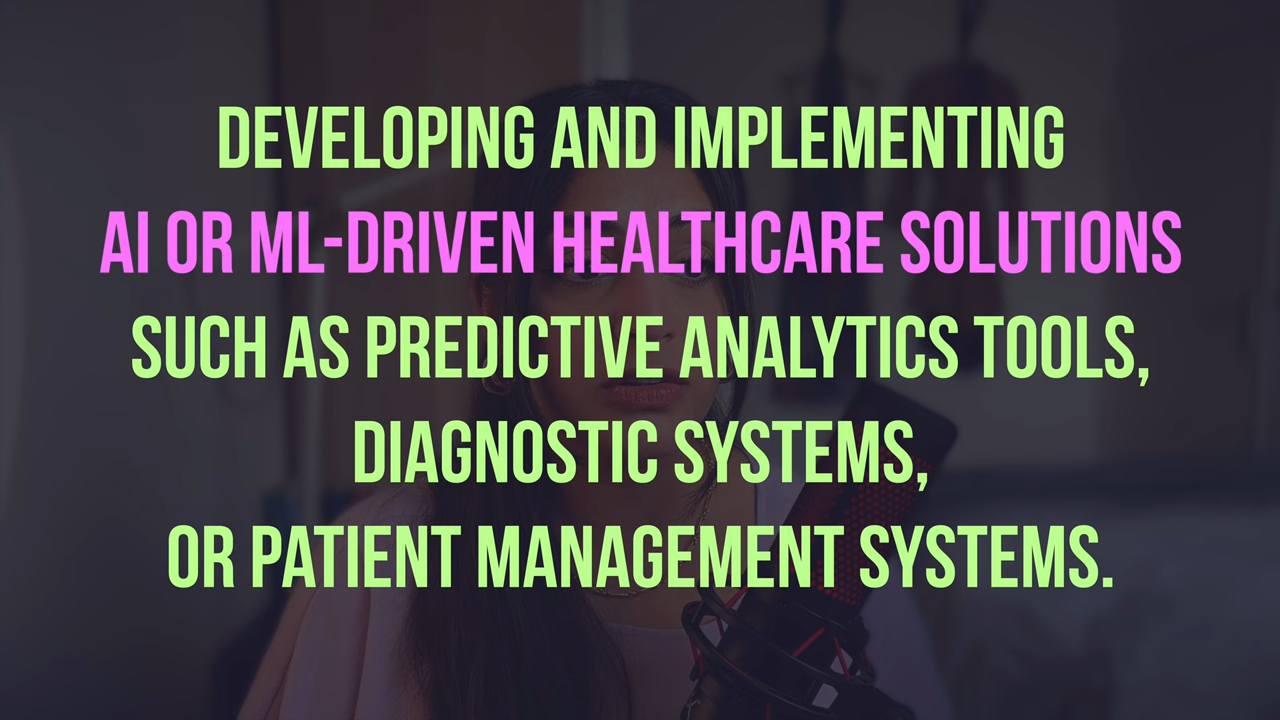 DEVELOPING AND IMPLEMENTING
AI OR ML-DRIVEN HEALTHCARE SOLUTIONS
SUCH AS PREDICTIVE ANALYTICS TOOLS,
DIAGNOSTIC SYSTEMS,
OR PATIENT MANAGEMENT SYSTEMS.